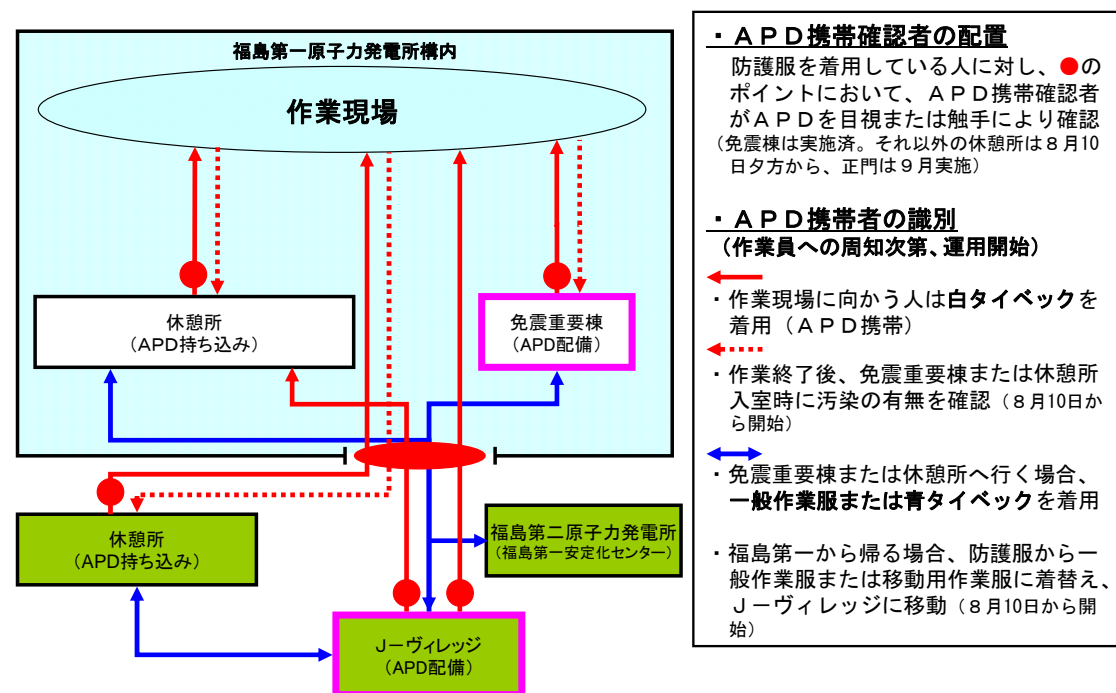 福島第一原子力発電所構内
作業現場
休憩所
(APD持ち込み)
免震重要棟
(APD配備)
休憩所
(APD持ち込み)
福島第二原子力発電所
(福島第一安定化センター)
J-ヴィレッジ
(APD配備)
・ＡＰＤ携帯確認者の配置
防護服を着用している人に対し、●の
ポイントにおいて、ＡＰＤ携帯確認者
がＡＰＤを目視または触手により確認
(免震棟は実施済。それ以外の休憩所は８月10
日夕方から、正門は９月実施)
・ＡＰＤ携帯者の識別
(作業員への周知次第、運用開始)
・作業現場に向かう人は白タイベックを
着用（ＡＰＤ携帯）
・作業終了後、免震重要棟または休憩所
入室時に汚染の有無を確認（８月10日か
ら開始）
・免震重要棟または休憩所へ行く場合、
一般作業服または青タイベックを着用
・福島第一から帰る場合、防護服から一
般作業服または移動用作業服に着替え、
Ｊ－ヴィレッジに移動（８月10日から開
始）